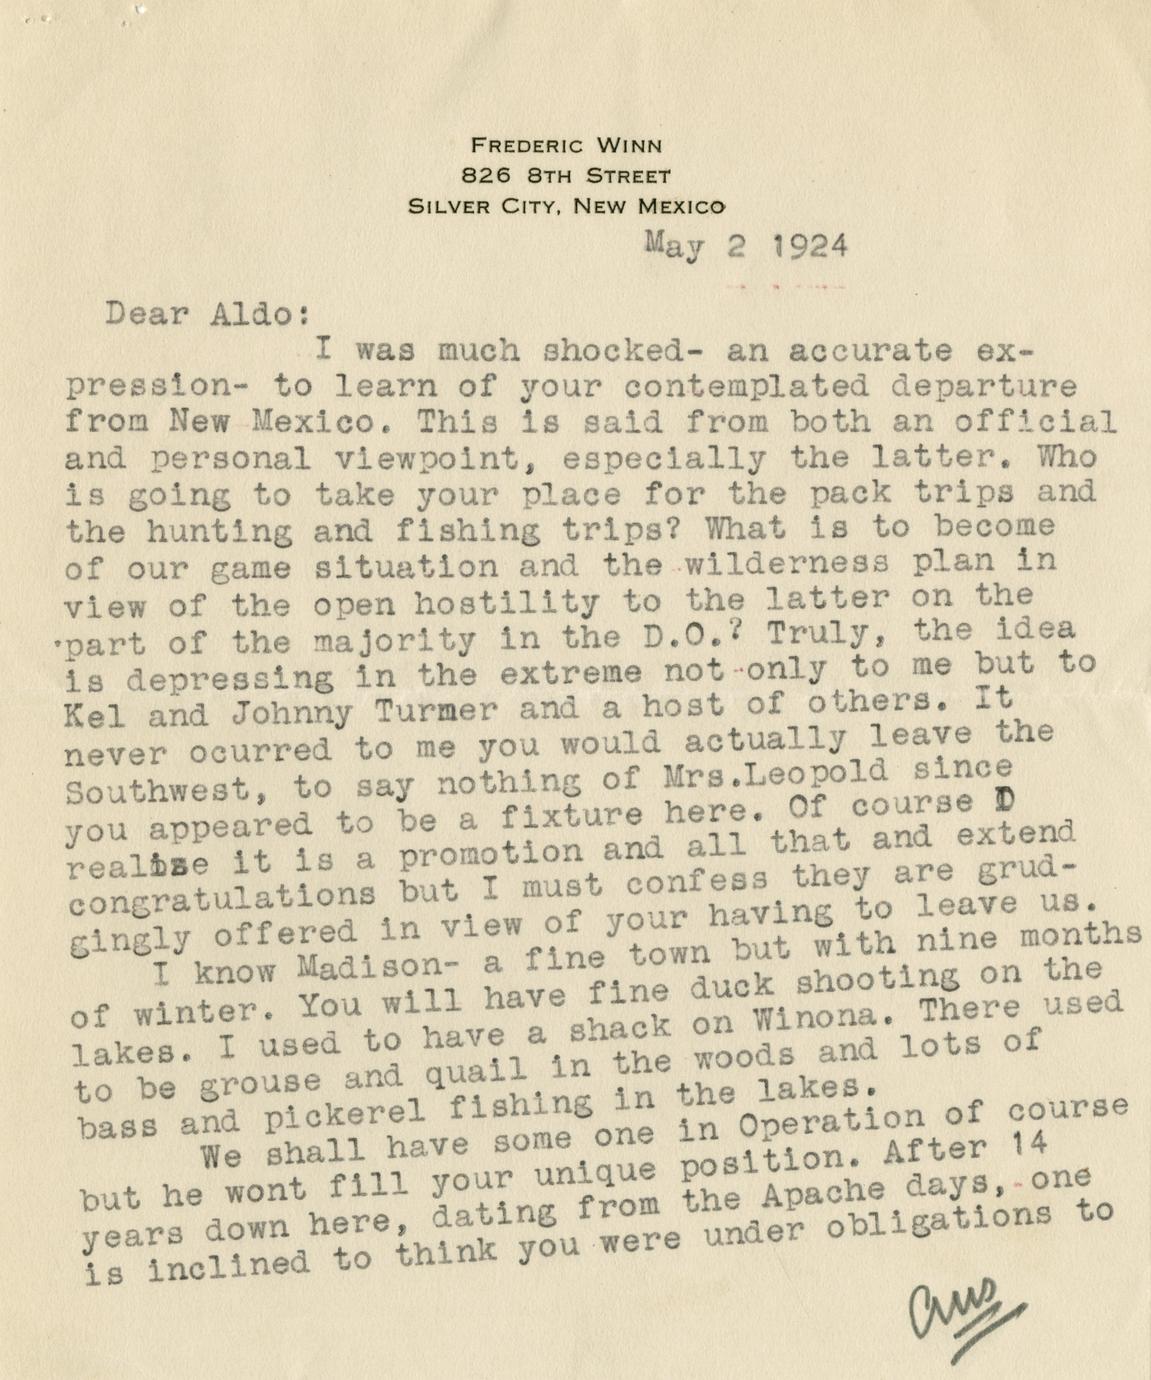 FREDERIC WINN
826 8TH STREET
SILVER CITY, NEW MEXICO
May 2 1924
Dear Aldo:
I was much shocked- an accurate ex-
pression- to learn of your contemplated departure
from New Mexico. This is said from both an official
and personal viewpoint, especially the latter. Who
is going to take your place for the pack trips and
the hunting and fishing trips? What is to become
of our game situation and the wilderness plan in
view of the open hostility to the latter on the
part of the majority in the D.O.? Truly, the idea
is depressing in the extreme not only to me but to
Kel and Johnny Turmer and a host of others. It
never ocurred to me you would actually leave the
Southwest, to say nothing of Mrs.Leopold since
you appeared to be a fixture here. Of course I
realise it is a promotion and all that and extend
congratulations but I must confess they are grud-
gingly offered in view of your having to leave us.
I know Madison- a fine town but with nine months
of winter. You will have fine duck shooting on the
lakes. I used to have a shack on Winona. There used
to be grouse and quail in the woods and lots of
bass and pickerel fishing in the lakes.
We shall have some one in Operation of course
but he wont fill your unique position. After 14
years down here, dating from the Apache days, one
is inclined to think you were under obligations to